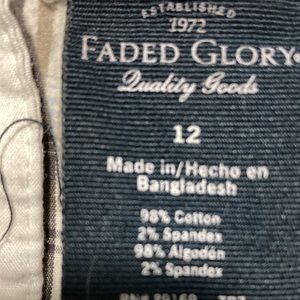 ESTABLISHED
1972
FADED GLORY®
Quality Goods
12
Made in/Hecho en
Bangladesh
98% Cotton
2% Spandex
98% Algodón
2% Spandex